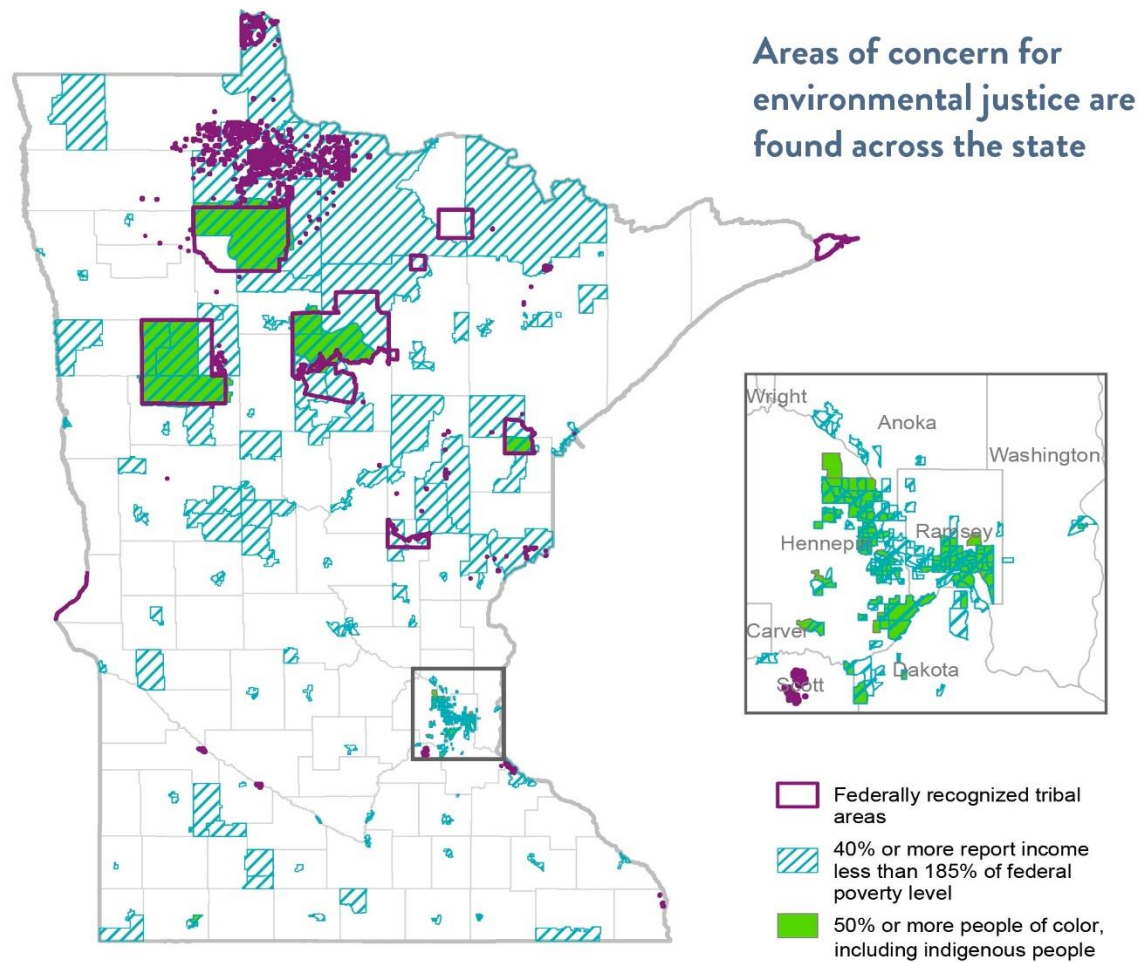 Areas of concern for
environmental justice are
found across the state
Wright
Anoka
Washington
Hennepin
Ramsey
Carver
Dakota
Scott
Federally recognized tribal
areas
40% or more report income
less than 185% of federal
poverty level
50% or more people of color,
including indigenous people